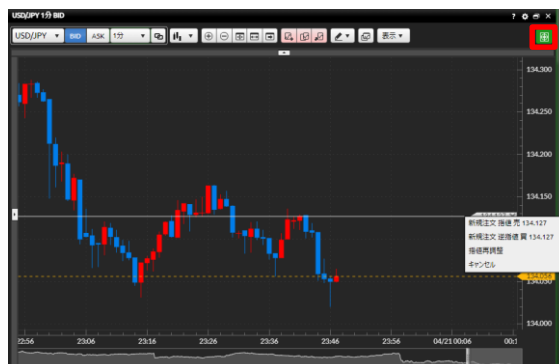 USD/JPY 1分 BID
USD/JPY BID ASK 1分 表示
134.300
134.250
134.200
134.150
新規注文 指値 売 134.127
新規注文 逆指値 買 134.127
指値再調整
キャンセル
134.058
134.050
134.000
22:56 23:06 23:16 23:26 23:36 23:46 23:56 04/21 00:06 00:1